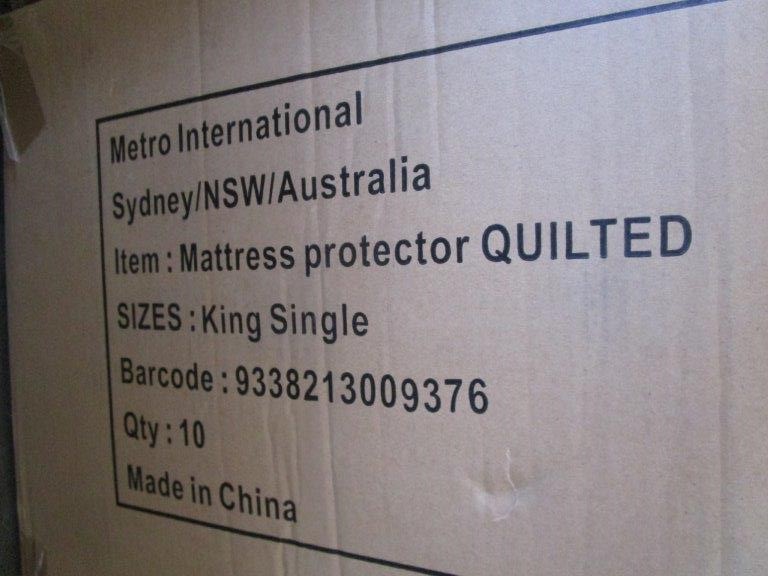 Metro International
Sydney/NSW/Australia
Item : Mattress protector QUILTED
SIZES : King Single
Barcode : 9338213009376
Qty : 10
Made in China